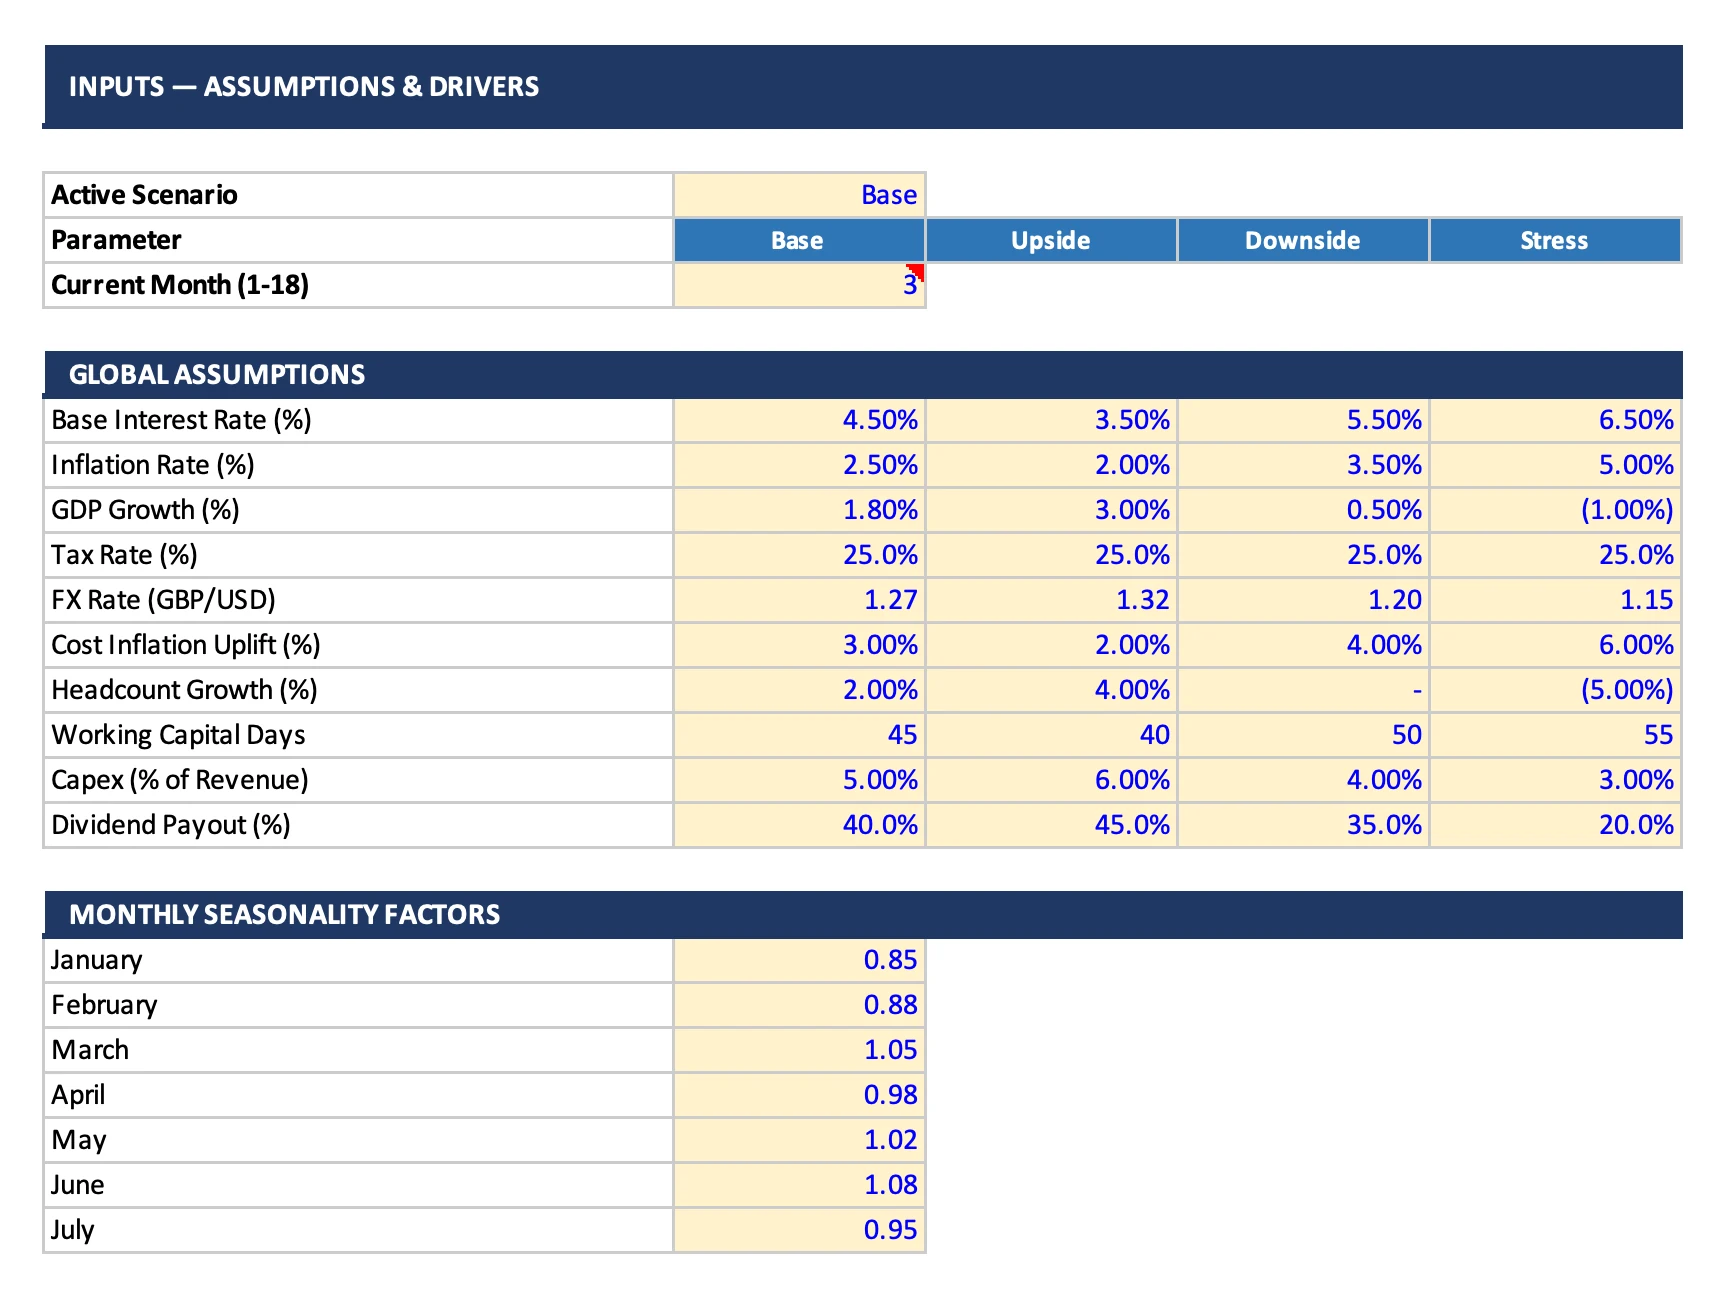 INPUTS — ASSUMPTIONS & DRIVERS
Active Scenario Base
Parameter Base Upside Downside Stress
Current Month (1-18) 3
GLOBAL ASSUMPTIONS
Base Interest Rate (%) 4.50% 3.50% 5.50% 6.50%
Inflation Rate (%) 2.50% 2.00% 3.50% 5.00%
GDP Growth (%) 1.80% 3.00% 0.50% (1.00%)
Tax Rate (%) 25.0% 25.0% 25.0% 25.0%
FX Rate (GBP/USD) 1.27 1.32 1.20 1.15
Cost Inflation Uplift (%) 3.00% 2.00% 4.00% 6.00%
Headcount Growth (%) 2.00% 4.00% - (5.00%)
Working Capital Days 45 40 50 55
Capex (% of Revenue) 5.00% 6.00% 4.00% 3.00%
Dividend Payout (%) 40.0% 45.0% 35.0% 20.0%
MONTHLY SEASONALITY FACTORS
January 0.85
February 0.88
March 1.05
April 0.98
May 1.02
June 1.08
July 0.95